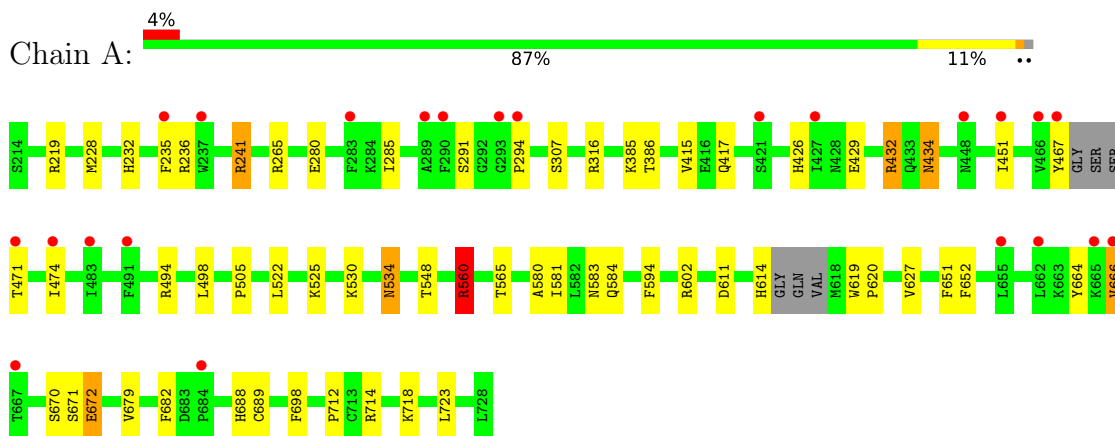 4%
Chain A:
87% 11% ••
S214 R219 M228 H232 F235 R236 W237 R241 R265 E280 F283 K284 I285 A289 F290 S291 G292 G293 P294 S307 R316 K385 T386 V415 E416 Q417 S421 H426 I427 N428 E429 R432 Q433 N434 N448 I451 V466 Y467 GLY SER SER
T471 I474 I483 F491 R494 L498 P505 L522 K525 K530 N534 T548 R560 T565 A580 I581 L582 N583 Q584 F594 R602 D611 H614 GLY GLN VAL M618 W619 P620 V627 F651 F652 L655 L662 K663 Y664 K665 V666
T667 S670 S671 E672 V679 F682 D683 P684 H688 C689 F698 P712 C713 R714 K718 L723 L728